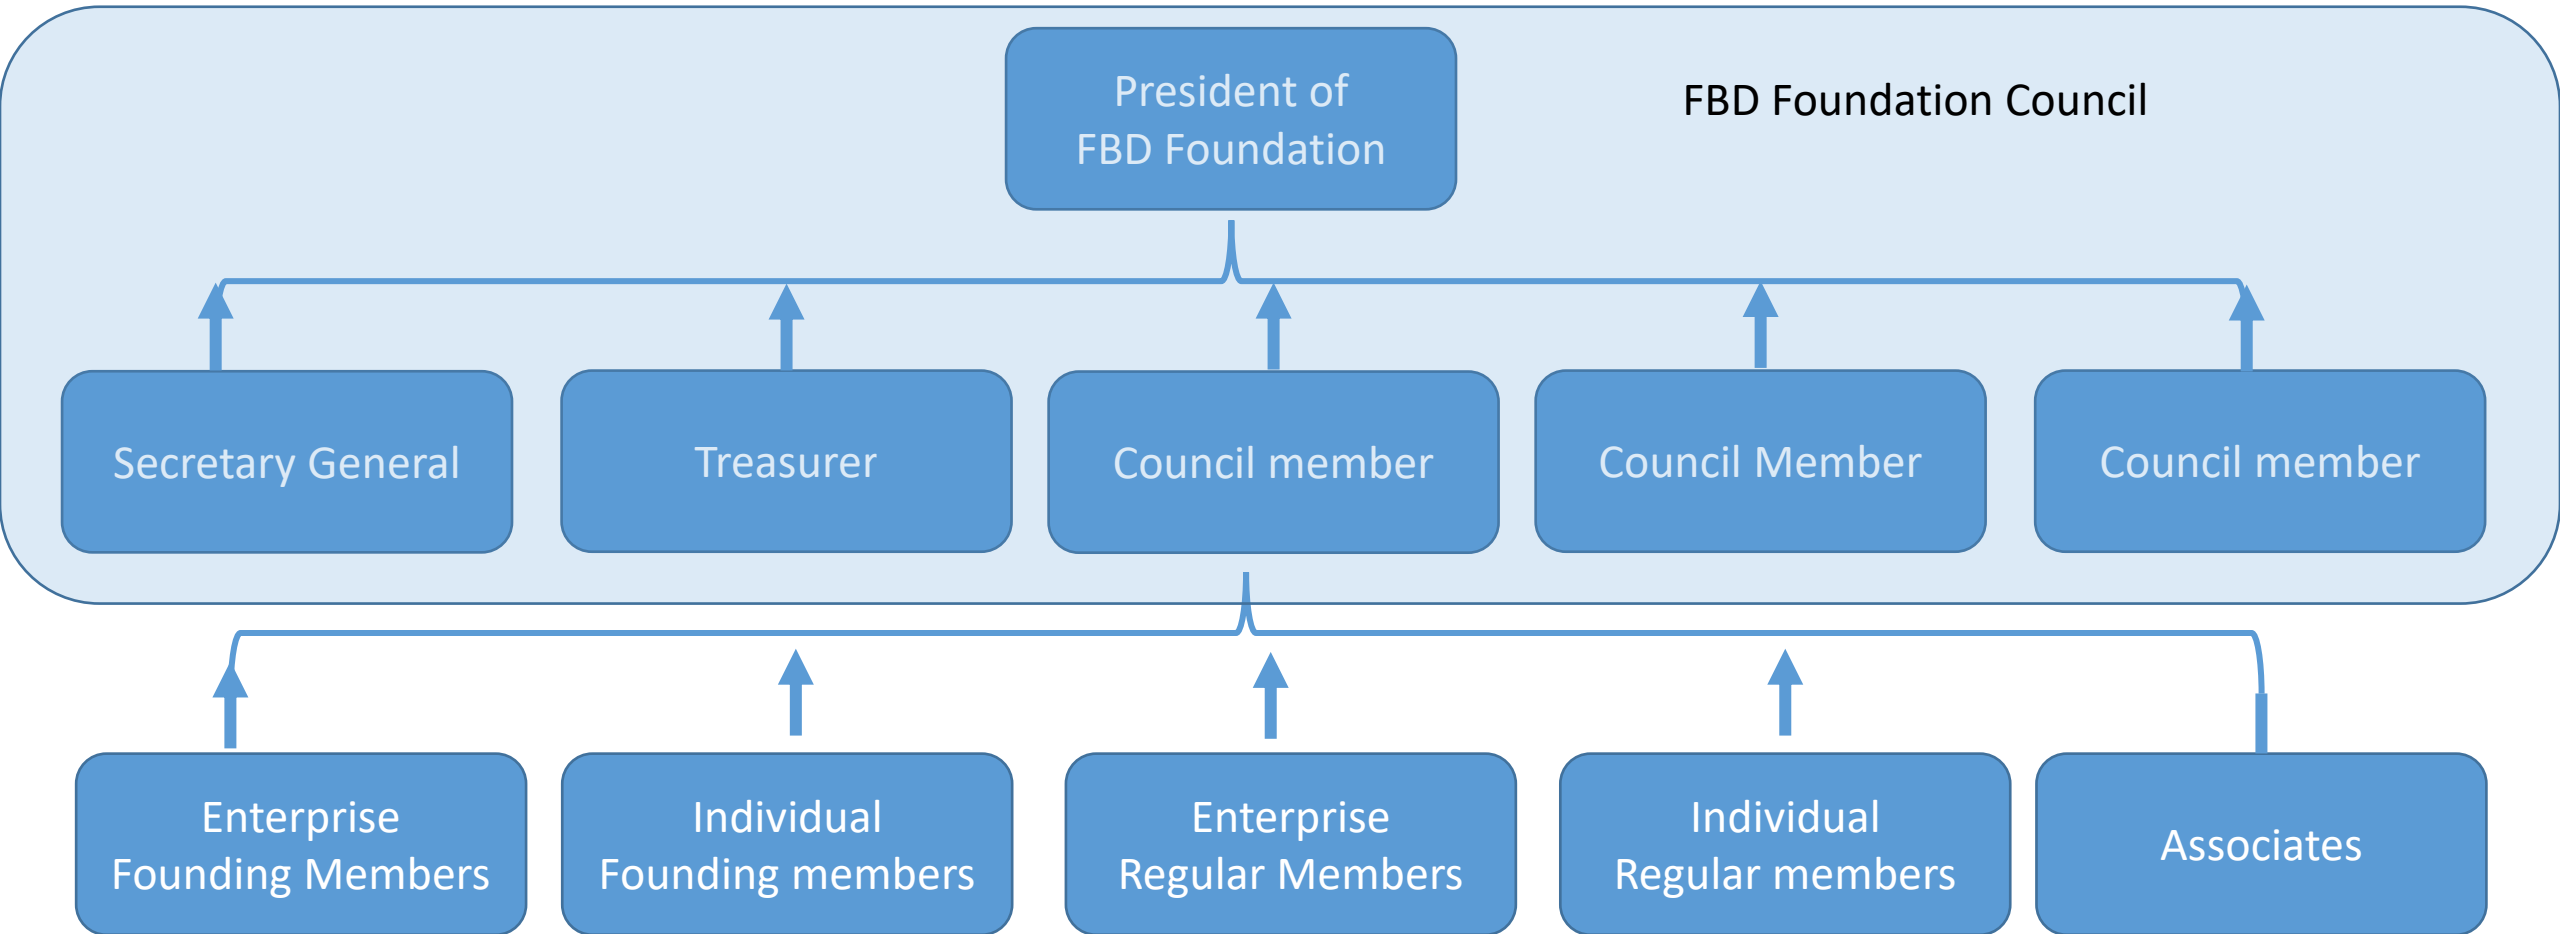 President of
FBD Foundation
FBD Foundation Council
Secretary General
Treasurer
Council member
Council Member
Council member
Enterprise
Founding Members
Individual
Founding members
Enterprise
Regular Members
Individual
Regular members
Associates